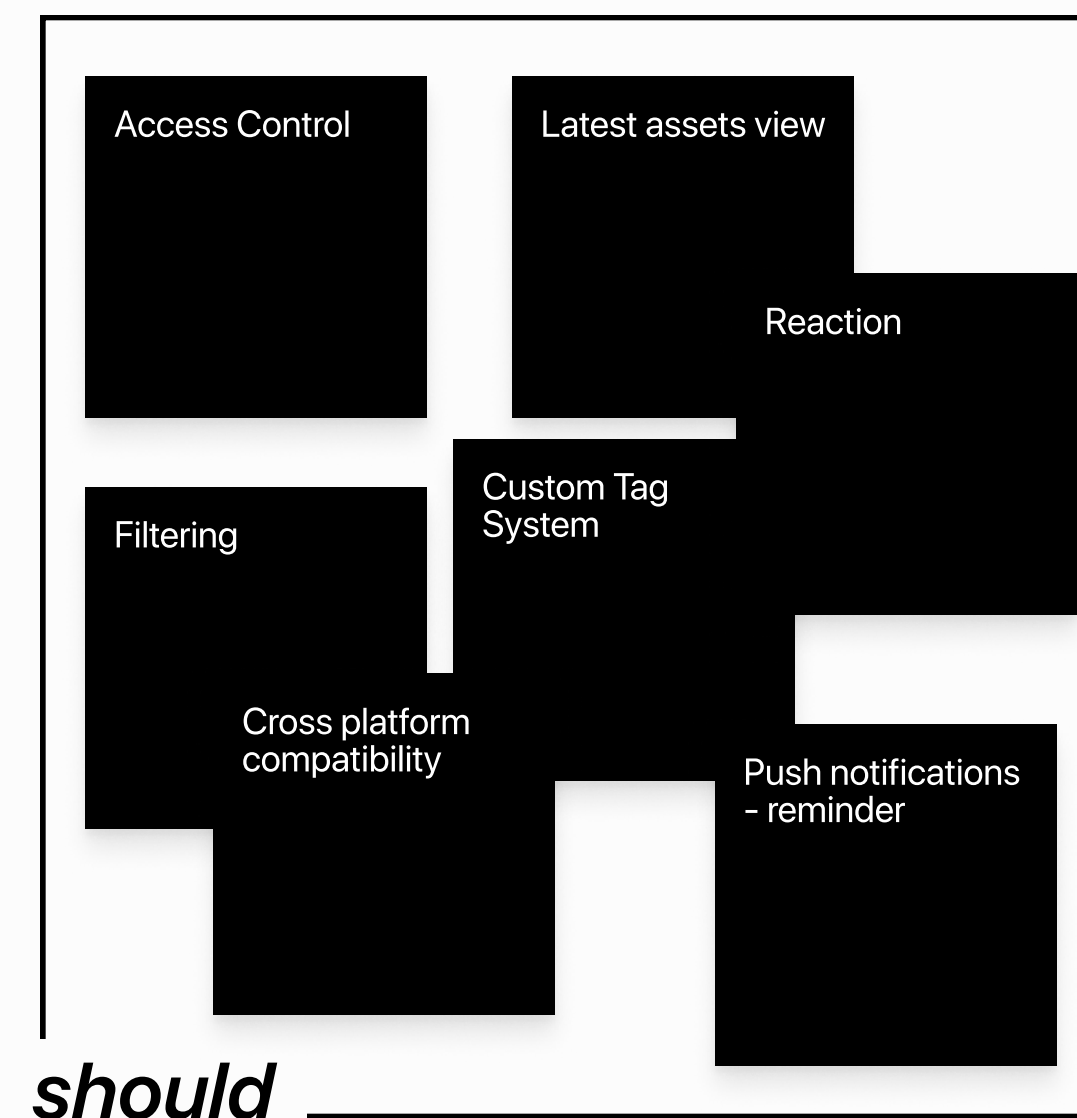 Access Control
Latest assets view
Reaction
Custom Tag
System
Filtering
Cross platform
compatibility
Push notifications
- reminder
should